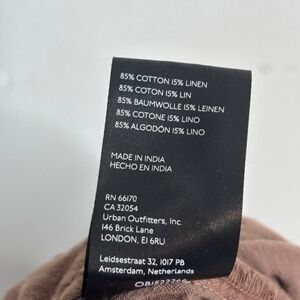 85% COTTON 15% LINEN
85% COTON 15% LIN
85% BAUMWOLLE 15% LEINEN
85% COTONE 15% LINO
85% ALGODÓN 15% LINO
MADE IN INDIA
HECHO EN INDIA
RN 66170
CA 32054
Urban Outfitters, Inc.
146 Brick Lane
LONDON, E1 6RU
Leidsestraat 32, 1017 PB
Amsterdam, Netherlands